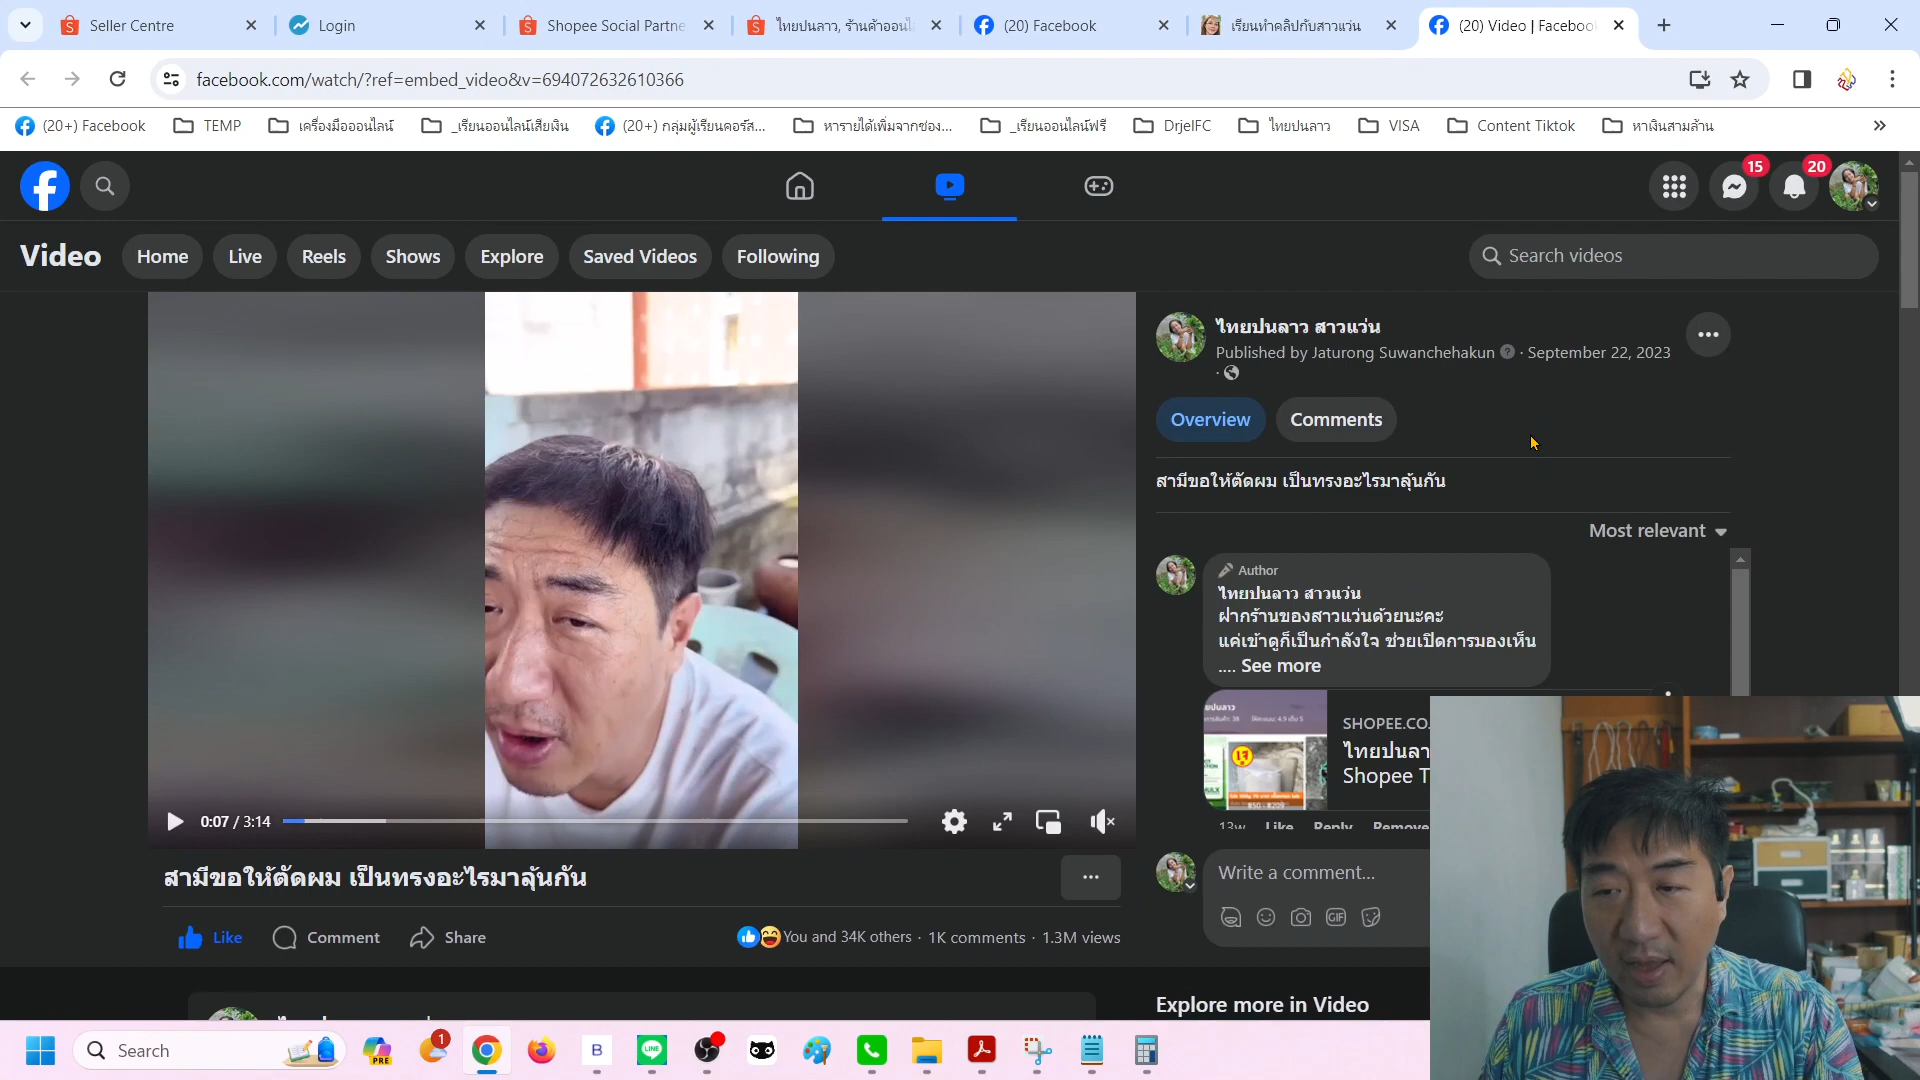 Seller Centre
Login
Shopee Social Partne
ไทยปนลาว, ร้านค้าออนไล
(20) Facebook
เรียนทำคลิปกับสาวแว่น
(20) Video | Faceboo
facebook.com/watch/?ref=embed_video&v=694072632610366
(20+) Facebook
TEMP
เครื่องมือออนไลน์
_เรียนออนไลน์เสียเงิน
(20+) กลุ่มผู้เรียนคอร์ส...
หารายได้เพิ่มจากช่อง...
_เรียนออนไลน์ฟรี
DrjelFC
ไทยปนลาว
VISA
Content Tiktok
หาเงินสามล้าน
15
20
Video
Home
Live
Reels
Shows
Explore
Saved Videos
Following
Search videos
ไทยปนลาว สาวแว่น
Published by Jaturong Suwanchehakun · September 22, 2023
Overview
Comments
สามีขอให้ตัดผม เป็นทรงอะไรมาลุ้นกัน
Most relevant
Author
ไทยปนลาว สาวแว่น
ฝากร้านของสาวแว่นด้วยนะคะ
แค่เข้าดูก็เป็นกำลังใจ ช่วยเปิดการมองเห็น
.... See more
SHOPEE.CO.
ไทยปนลา
Shopee T
13w Like Reply Remove
0:07 / 3:14
สามีขอให้ตัดผม เป็นทรงอะไรมาลุ้นกัน
Write a comment...
GIF
Like
Comment
Share
You and 34K others · 1K comments · 1.3M views
Explore more in Video
Search
PRE
1
B
LINE